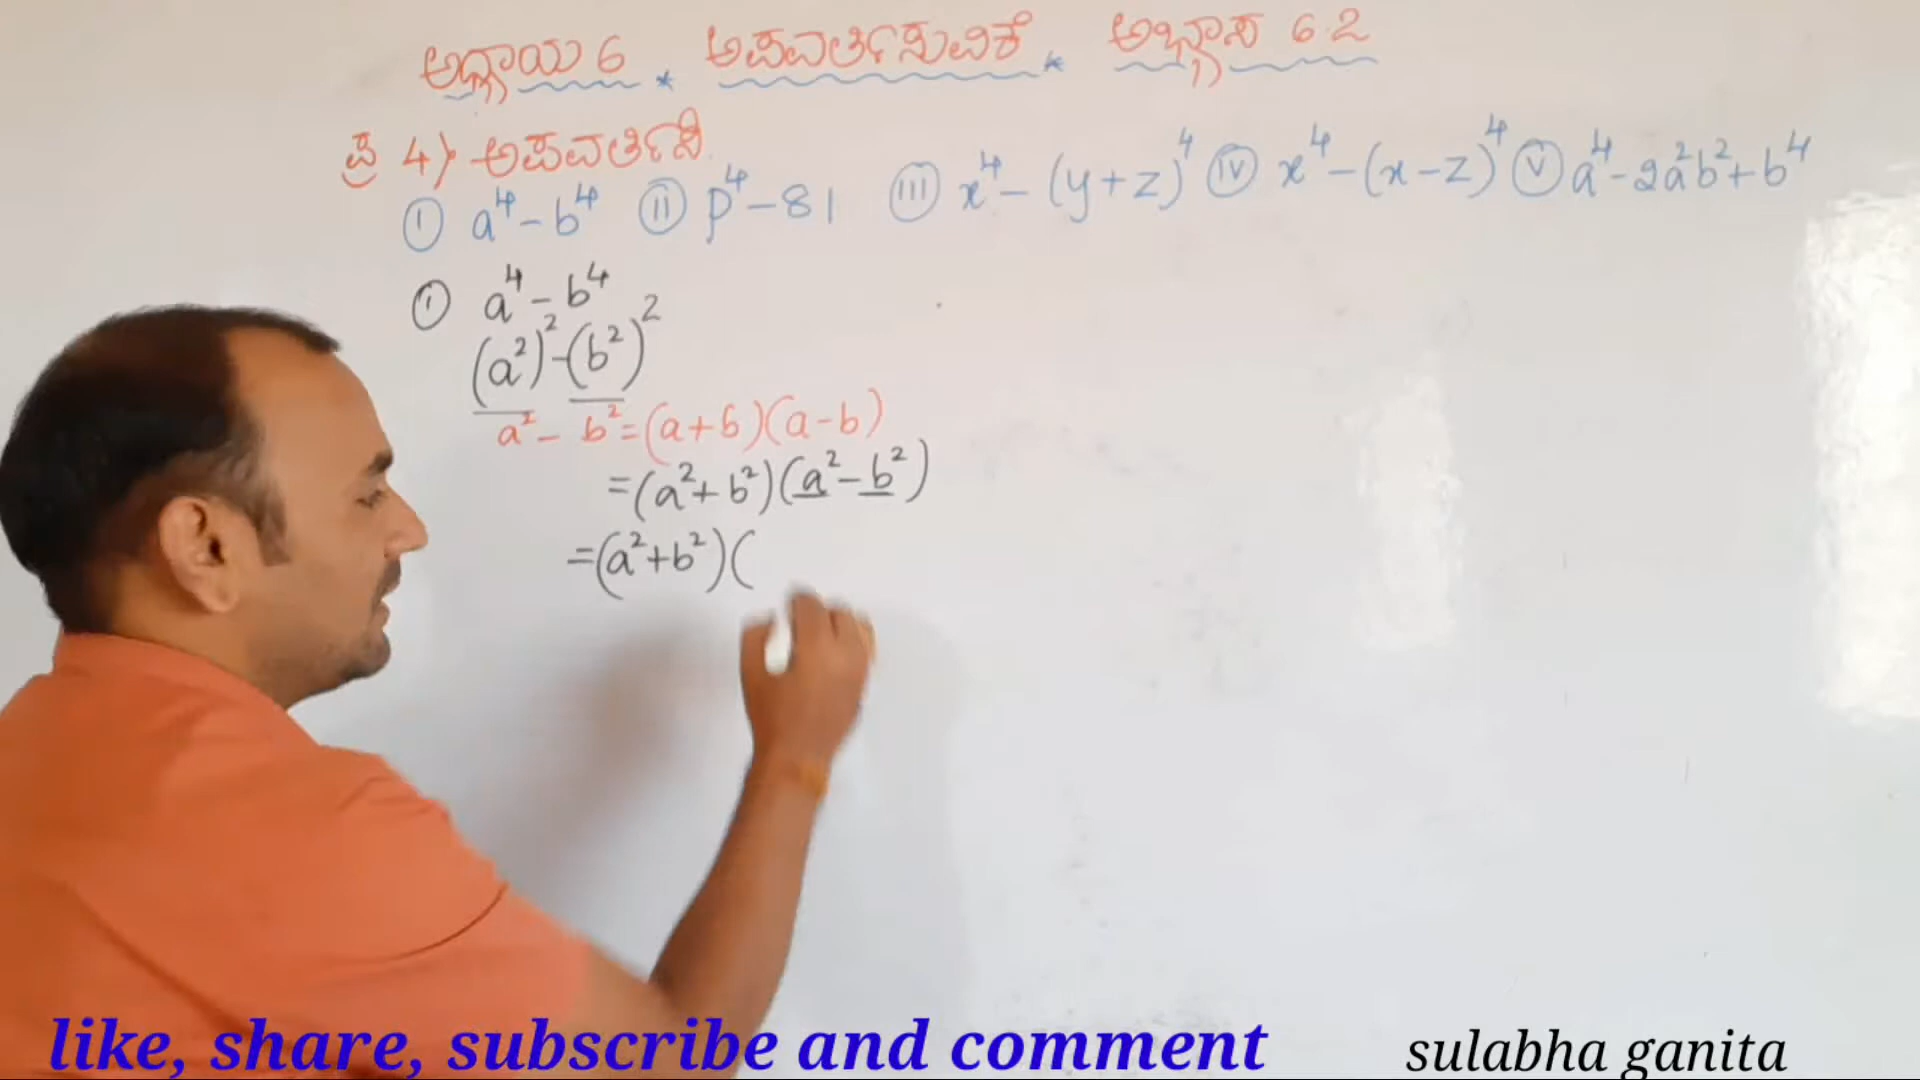 ಅಧ್ಯಾಯ 6 * ಅಪವರ್ತಿಸುವಿಕೆ * ಅಭ್ಯಾಸ 6.2
ಪ್ರ 4) ಅಪವರ್ತಿಸಿ.
(i) a⁴-b⁴ (ii) p⁴-81 (iii) x⁴-(y+z)⁴ (iv) x⁴-(x-z)⁴ (v) a⁴-2a²b²+b⁴
(i) a⁴-b⁴
(a²)²-(b²)²
a²-b²=(a+b)(a-b)
=(a²+b²)(a²-b²)
=(a²+b²)(
like, share, subscribe and comment
sulabha ganita